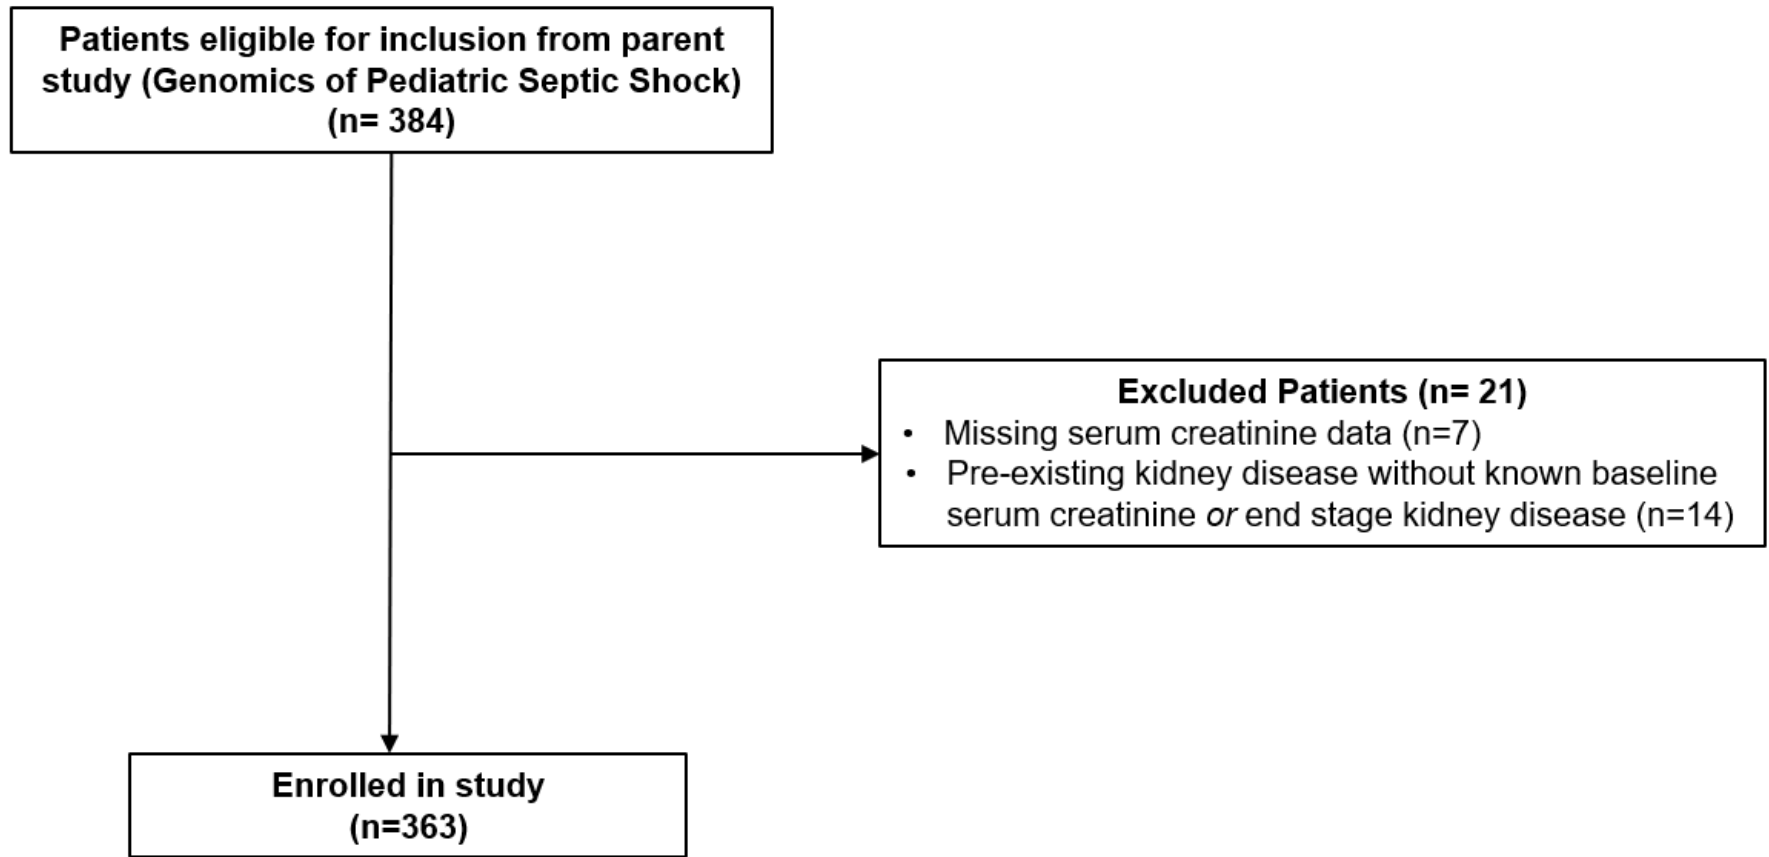 Patients eligible for inclusion from parent
study (Genomics of Pediatric Septic Shock)
(n= 384)
Excluded Patients (n= 21)
• Missing serum creatinine data (n=7)
• Pre-existing kidney disease without known baseline
serum creatinine or end stage kidney disease (n=14)
Enrolled in study
(n=363)